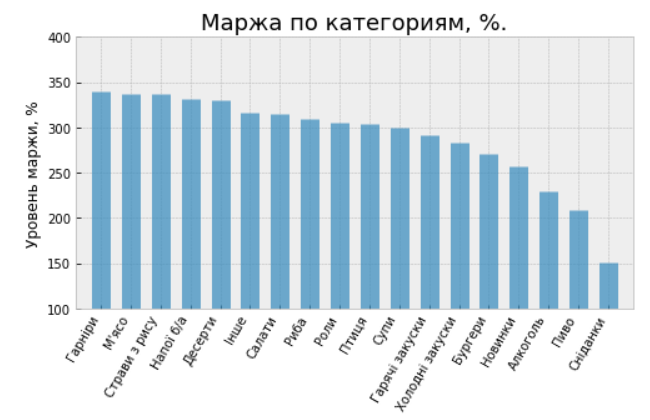 Маржа по категориям, %.
Уровень маржи, %
400
350
300
250
200
150
100
Гарніри
М'ясо
Страви з рису
Напої б/а
Десерти
Інше
Салати
Риба
Роли
Птиця
Супи
Гарячі закуски
Холодні закуски
Бургери
Новинки
Алкоголь
Пиво
Сніданки